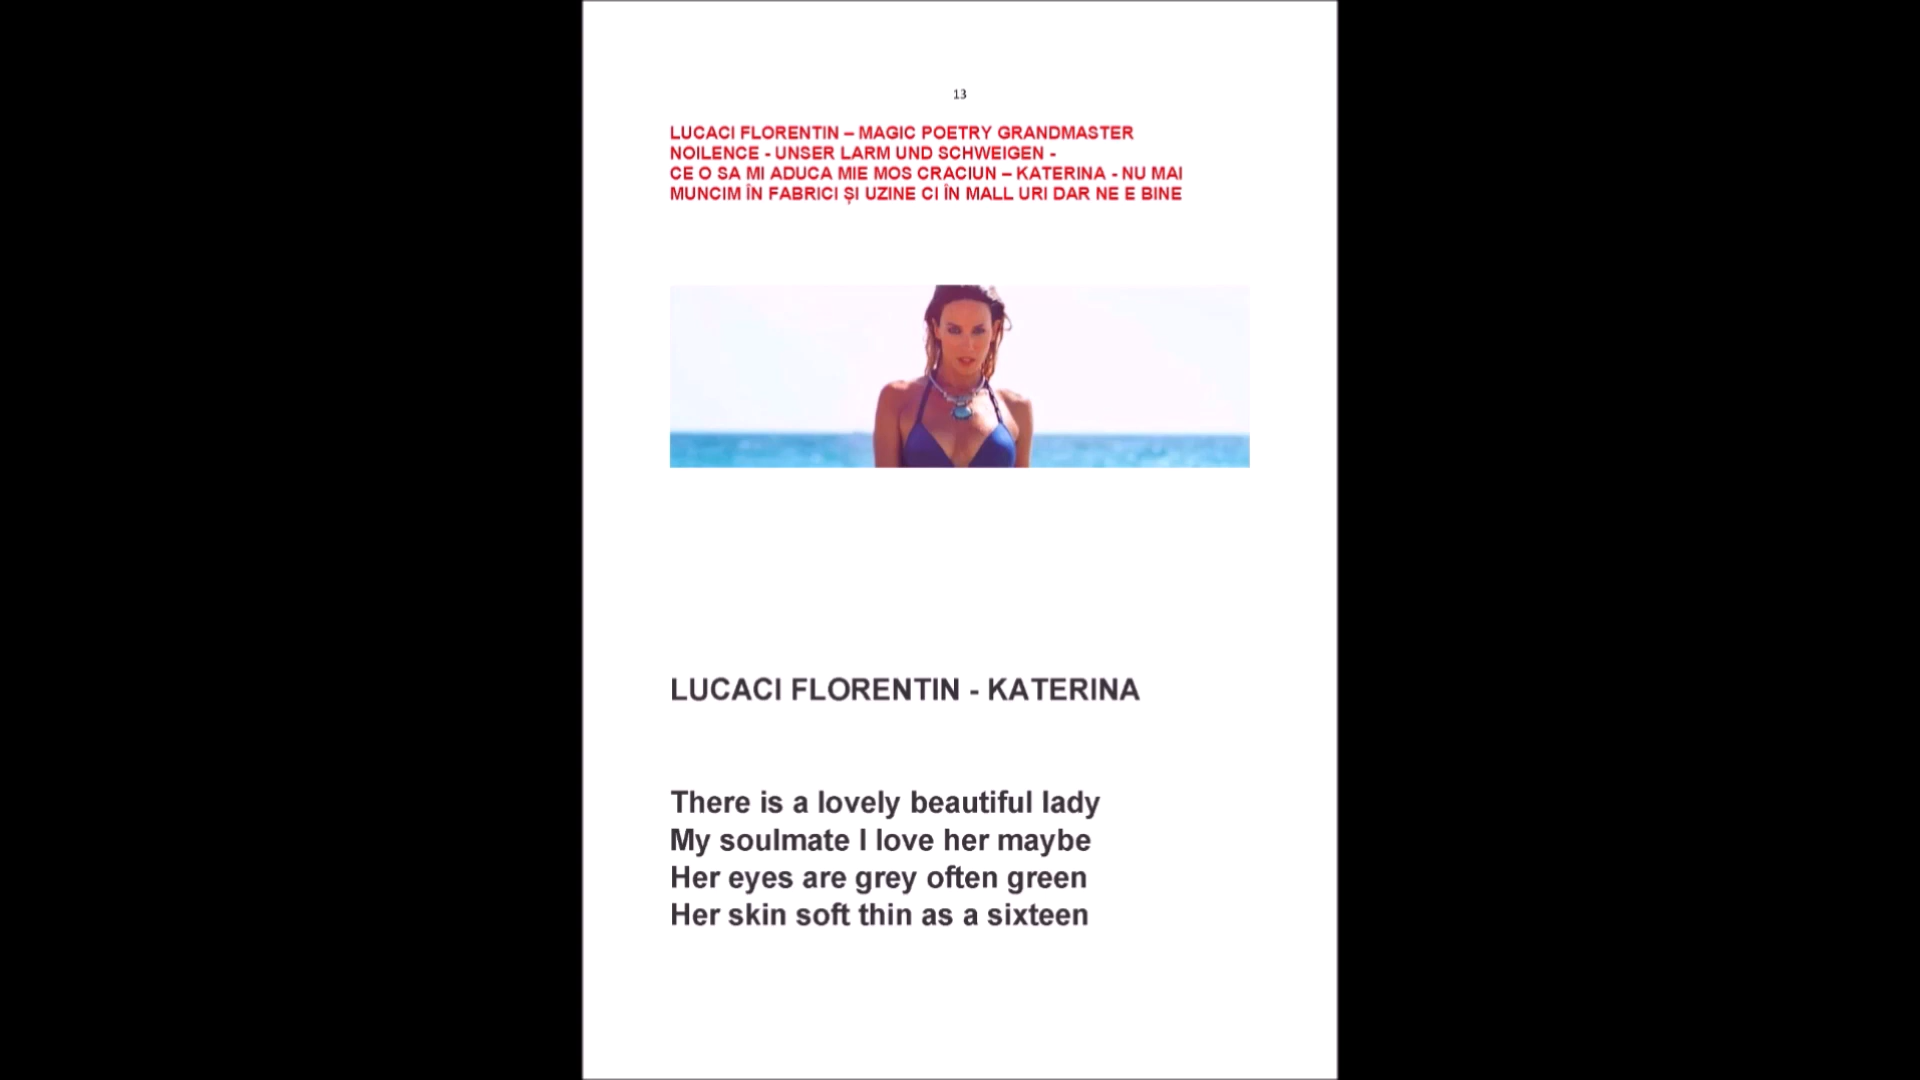 13
LUCACI FLORENTIN – MAGIC POETRY GRANDMASTER
NOILENCE - UNSER LARM UND SCHWEIGEN -
CE O SA MI ADUCA MIE MOS CRACIUN – KATERINA - NU MAI
MUNCIM ÎN FABRICI ȘI UZINE CI ÎN MALL URI DAR NE E BINE
LUCACI FLORENTIN - KATERINA
There is a lovely beautiful lady
My soulmate I love her maybe
Her eyes are grey often green
Her skin soft thin as a sixteen